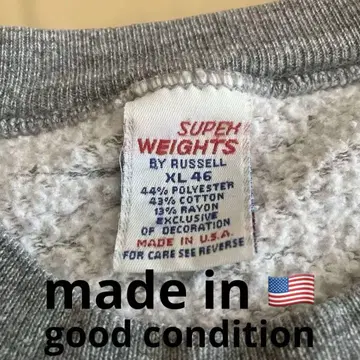 SUPER
WEIGHTS
BY RUSSELL
XL 46
44% POLYESTER
43% COTTON
13% RAYON
EXCLUSIVE
OF DECORATION
MADE IN U.S.A.
FOR CARE SEE REVERSE
made in 🇺🇸
good condition